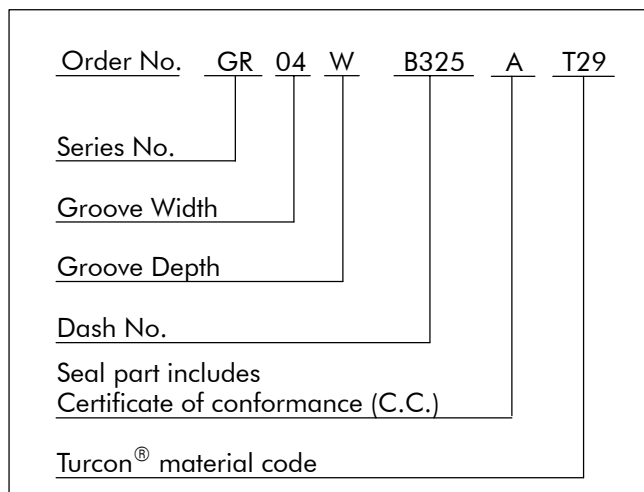 Order No. GR 04 W B325 A T29
Series No.
Groove Width
Groove Depth
Dash No.
Seal part includes
Certificate of conformance (C.C.)
Turcon® material code